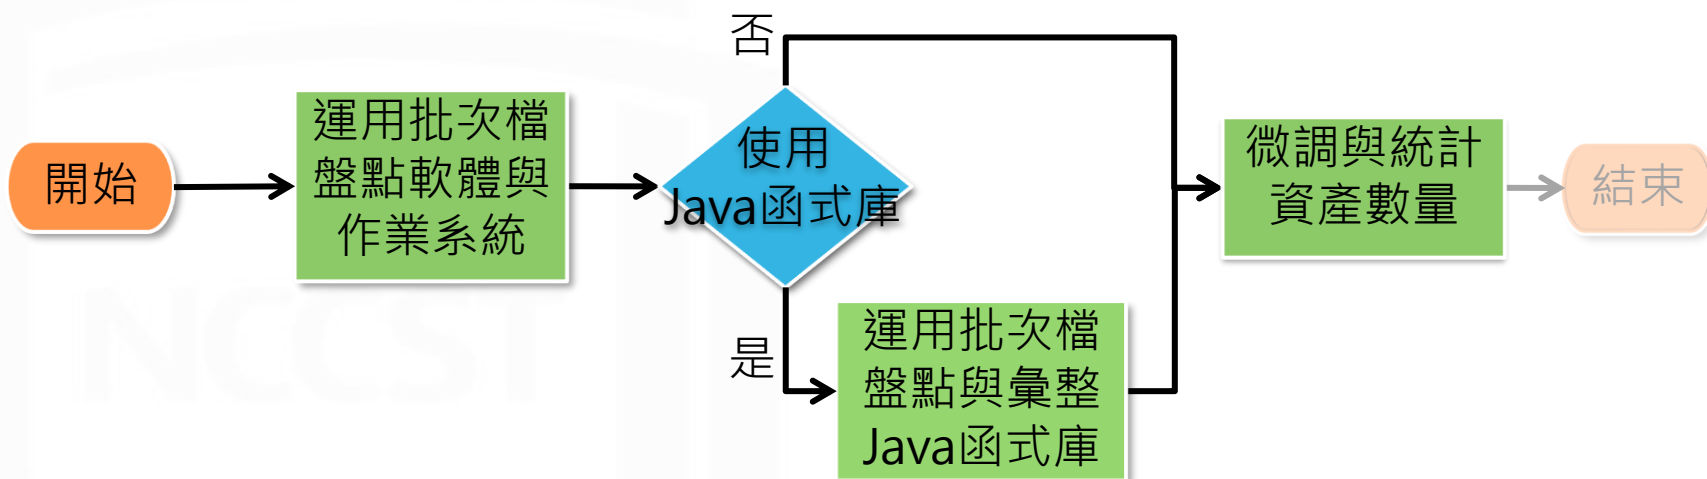 否
開始
運用批次檔
盤點軟體與
作業系統
使用
Java函式庫
微調與統計
資產數量
結束
是
運用批次檔
盤點與彙整
Java函式庫
NCCST